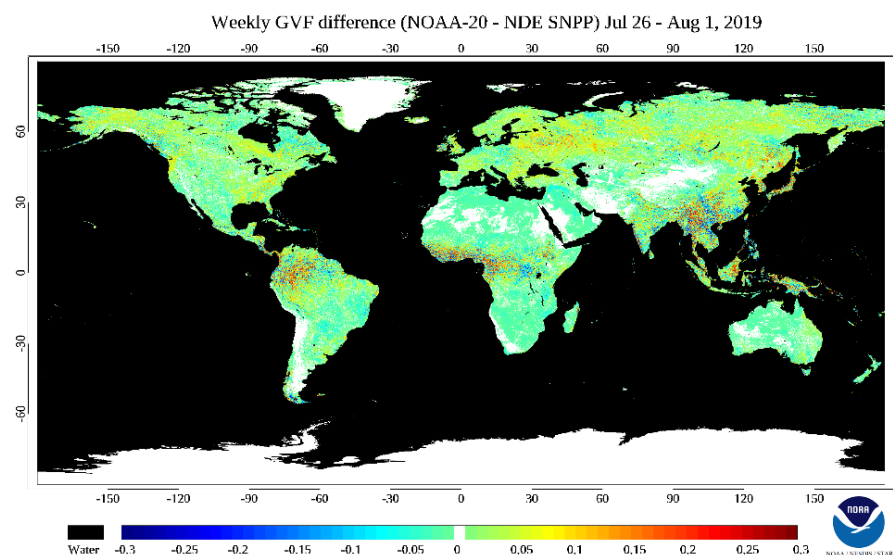 Weekly GVF difference (NOAA-20 - NDE SNPP) Jul 26 - Aug 1, 2019
-150 -120 -90 -60 -30 0 30 60 90 120 150
60
30
0
-30
-60
-150 -120 -90 -60 -30 0 30 60 90 120 150
NOAA
Water -0.3 -0.25 -0.2 -0.15 -0.1 -0.05 0 0.05 0.1 0.15 0.2 0.25 0.3
NOAA / NESDIS / STAR